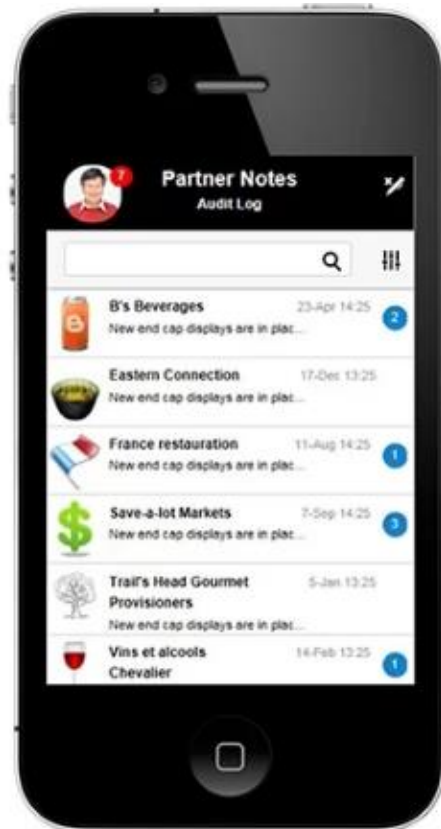 7
Partner Notes
Audit Log
B's Beverages 23-Apr 14:25
New end cap displays are in plac... 2
B
Eastern Connection 17-Dec 13:25
New end cap displays are in plac...
France restauration 11-Aug 14:25
New end cap displays are in plac... 1
Save-a-lot Markets 7-Sep 14:25
New end cap displays are in plac... 3
Trail's Head Gourmet 5-Jan 13:25
Provisioners
New end cap displays are in plac...
Vins et alcools 14-Feb 13:25
Chevalier 1